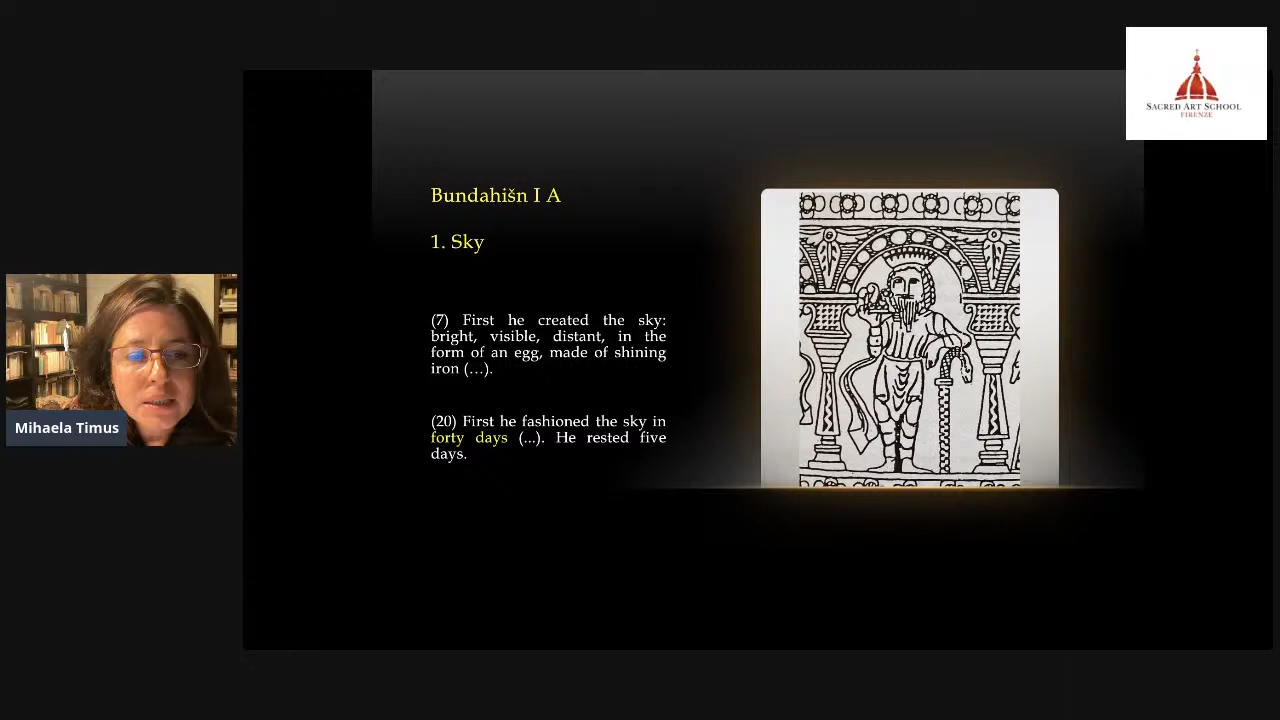 SACRED ART SCHOOL
FIRENZE
Bundahišn I A
1. Sky
(7) First he created the sky:
bright, visible, distant, in the
form of an egg, made of shining
iron (…).
(20) First he fashioned the sky in
forty days (...). He rested five
days.
Mihaela Timus